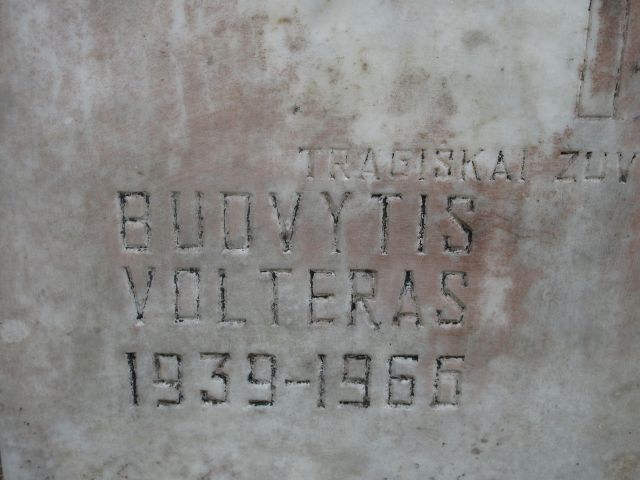 TRAGIŠKAI ŽUV
BUDVYTIS
VOLTERAS
1939-1966